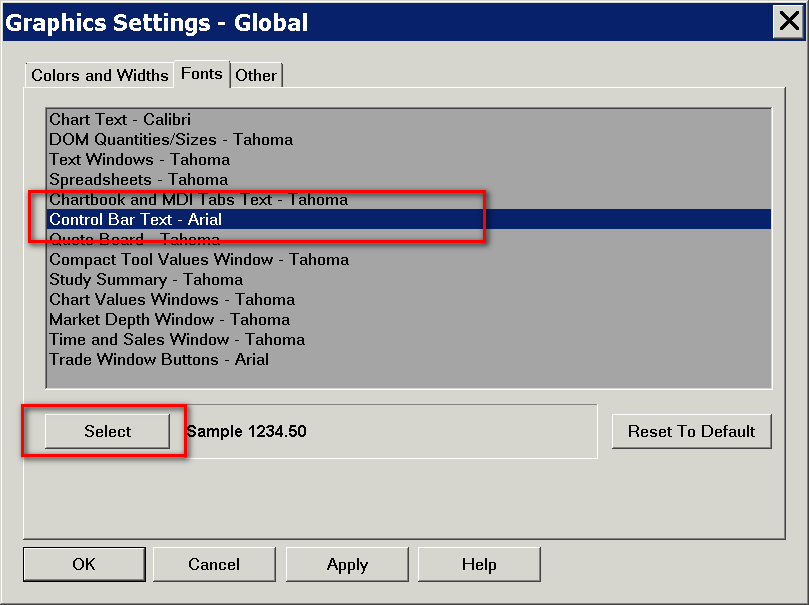 Graphics Settings - Global
Colors and Widths Fonts Other
Chart Text - Calibri
DOM Quantities/Sizes - Tahoma
Text Windows - Tahoma
Spreadsheets - Tahoma
Chartbook and MDI Tabs Text - Tahoma
Control Bar Text - Arial
Quote Board - Tahoma
Compact Tool Values Window - Tahoma
Study Summary - Tahoma
Chart Values Windows - Tahoma
Market Depth Window - Tahoma
Time and Sales Window - Tahoma
Trade Window Buttons - Arial
Select Sample 1234.50 Reset To Default
OK Cancel Apply Help